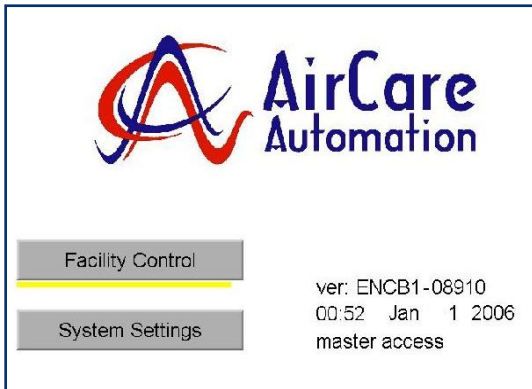 AirCare
Automation
Facility Control
System Settings
ver: ENCB1-08910
00:52 Jan 1 2006
master access